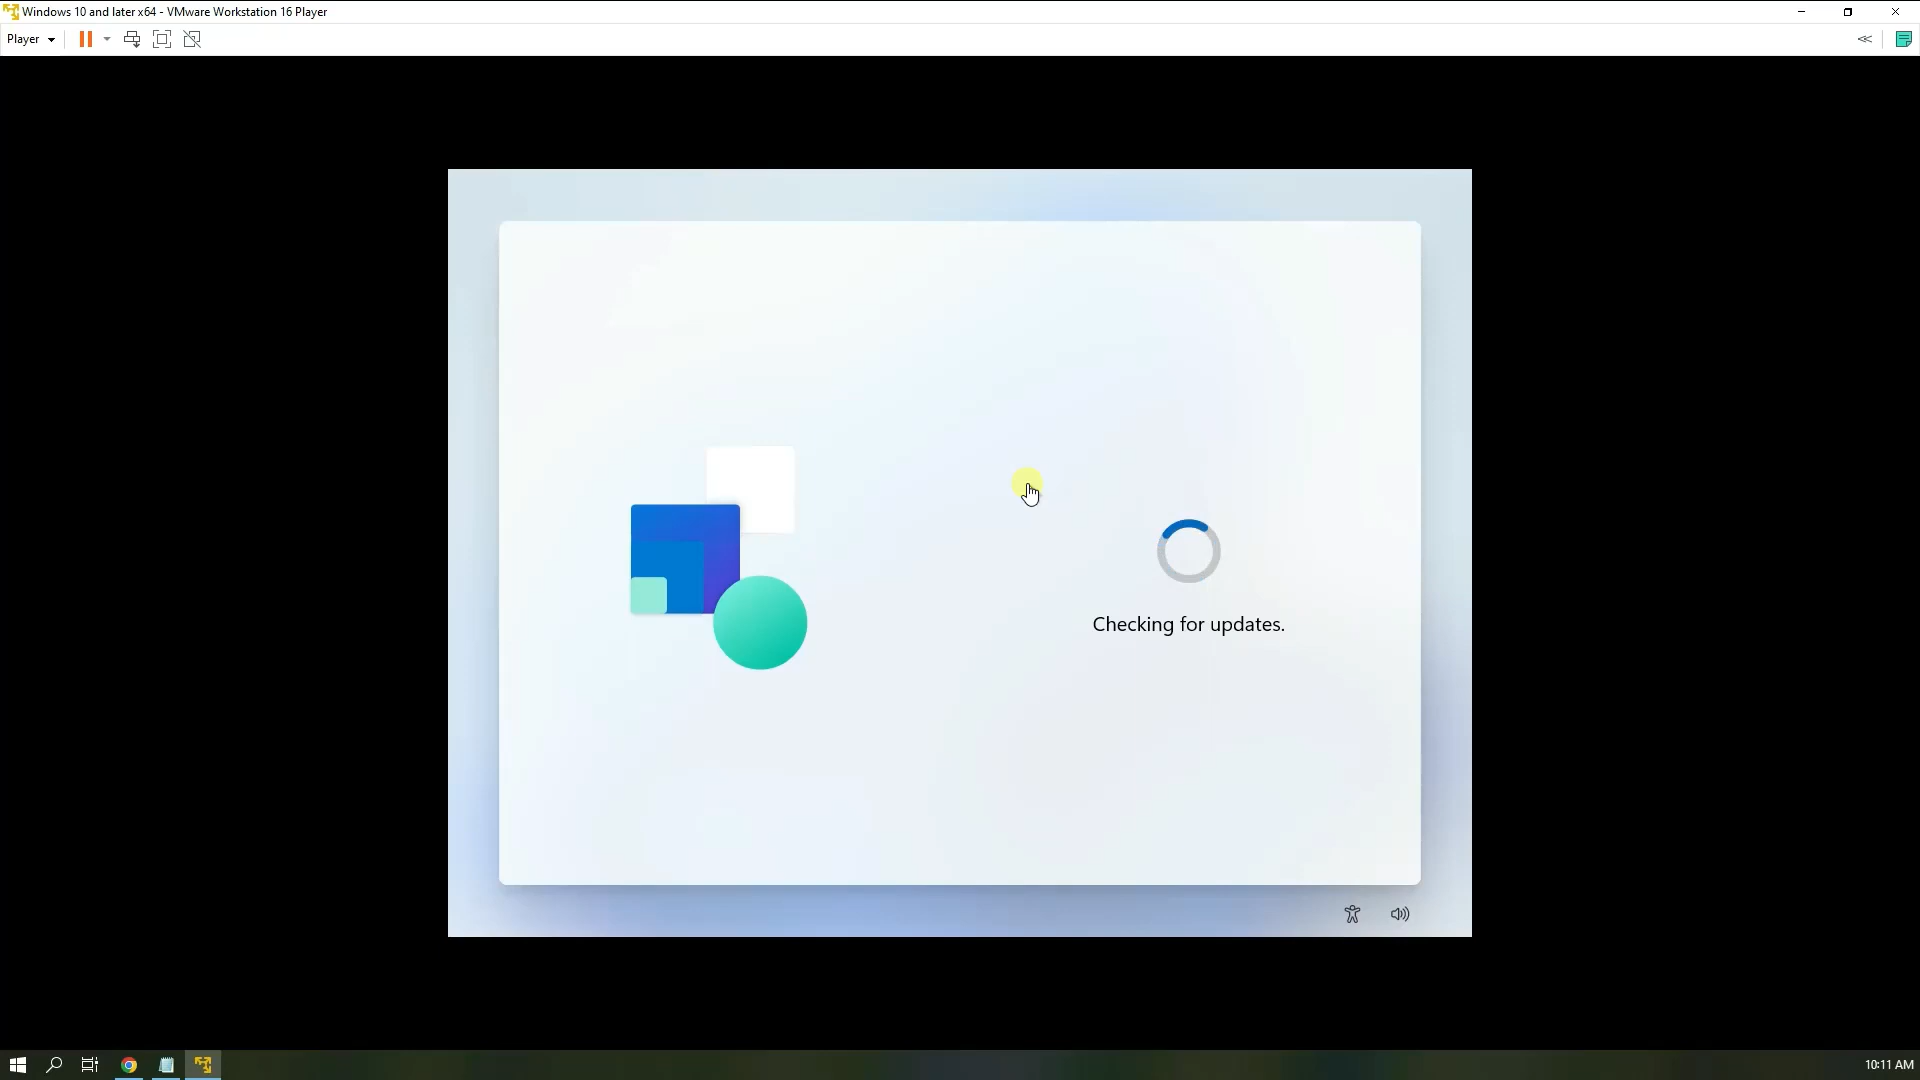 Windows 10 and later x64 - VMware Workstation 16 Player
Player
Checking for updates.
10:11 AM